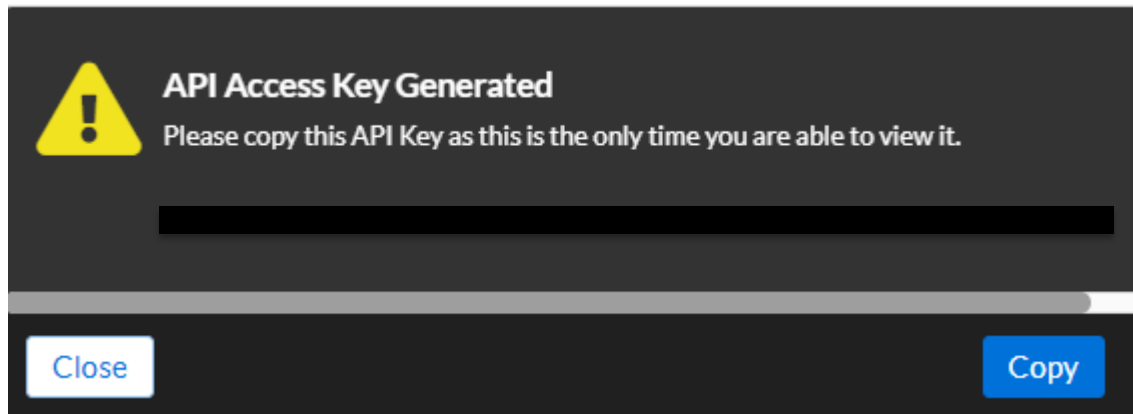 API Access Key Generated
Please copy this API Key as this is the only time you are able to view it.
Close
Copy